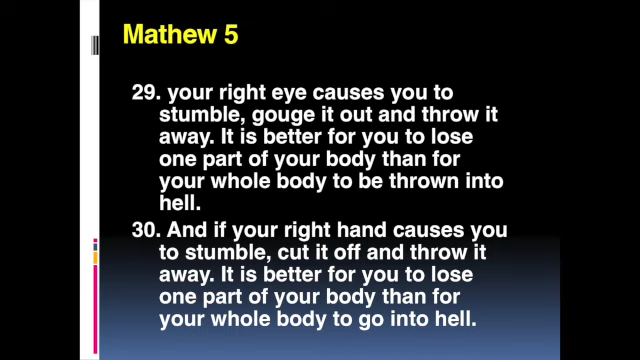 Mathew 5
29. your right eye causes you to
stumble, gouge it out and throw it
away. It is better for you to lose
one part of your body than for
your whole body to be thrown into
hell.
30. And if your right hand causes you
to stumble, cut it off and throw it
away. It is better for you to lose
one part of your body than for
your whole body to go into hell.